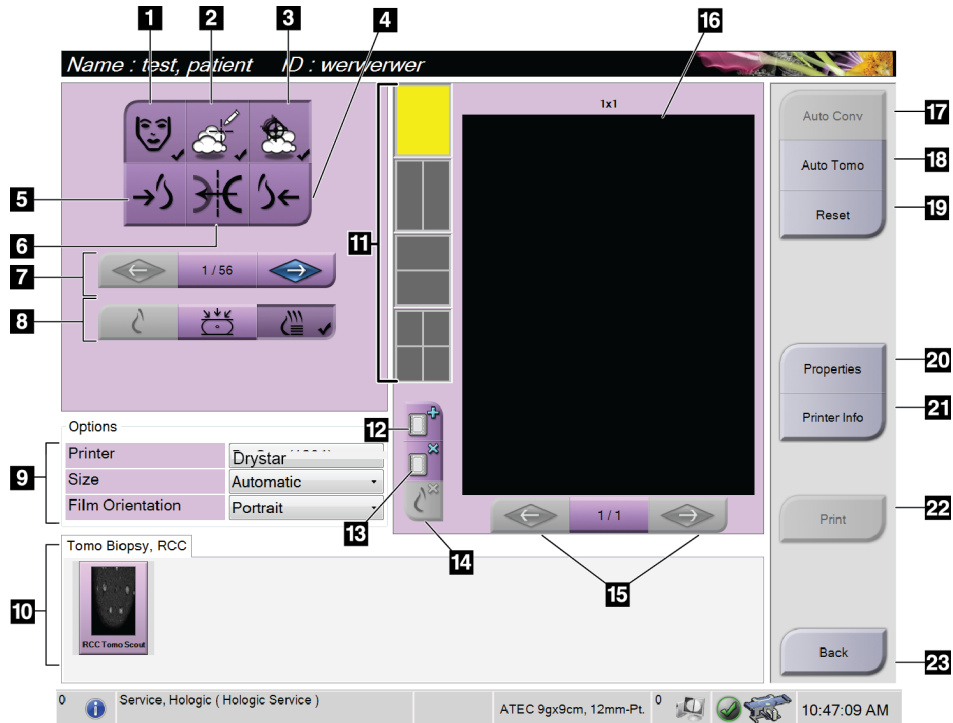 1 2 3 4
16
Name : test, patient ID : werwerwer
1x1
Auto Conv 17
Auto Tomo 18
Reset 19
5
6
11
7
1 / 56
8
Properties 20
Printer Info 21
12
Options
Printer
Drystar
9
Size Automatic
Film Orientation Portrait
13
14
1 / 1
15
Print 22
Tomo Biopsy, RCC
10
RCC Tomo Scout
Back 23
0 Service, Hologic ( Hologic Service ) ATEC 9gx9cm, 12mm-Pt. 0 10:47:09 AM